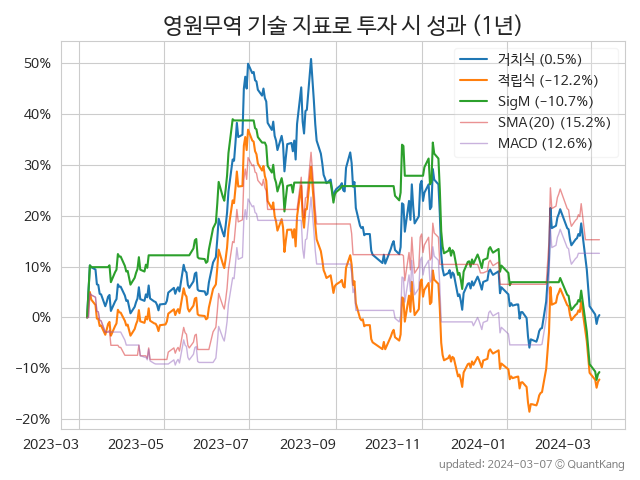 영원무역 기술 지표로 투자 시 성과 (1년)
거치식 (0.5%)
적립식 (−12.2%)
SigM (−10.7%)
SMA(20) (15.2%)
MACD (12.6%)
50%
40%
30%
20%
10%
0%
−10%
−20%
2023−03 2023−05 2023−07 2023−09 2023−11 2024−01 2024−03
updated: 2024−03−07 © QuantKang